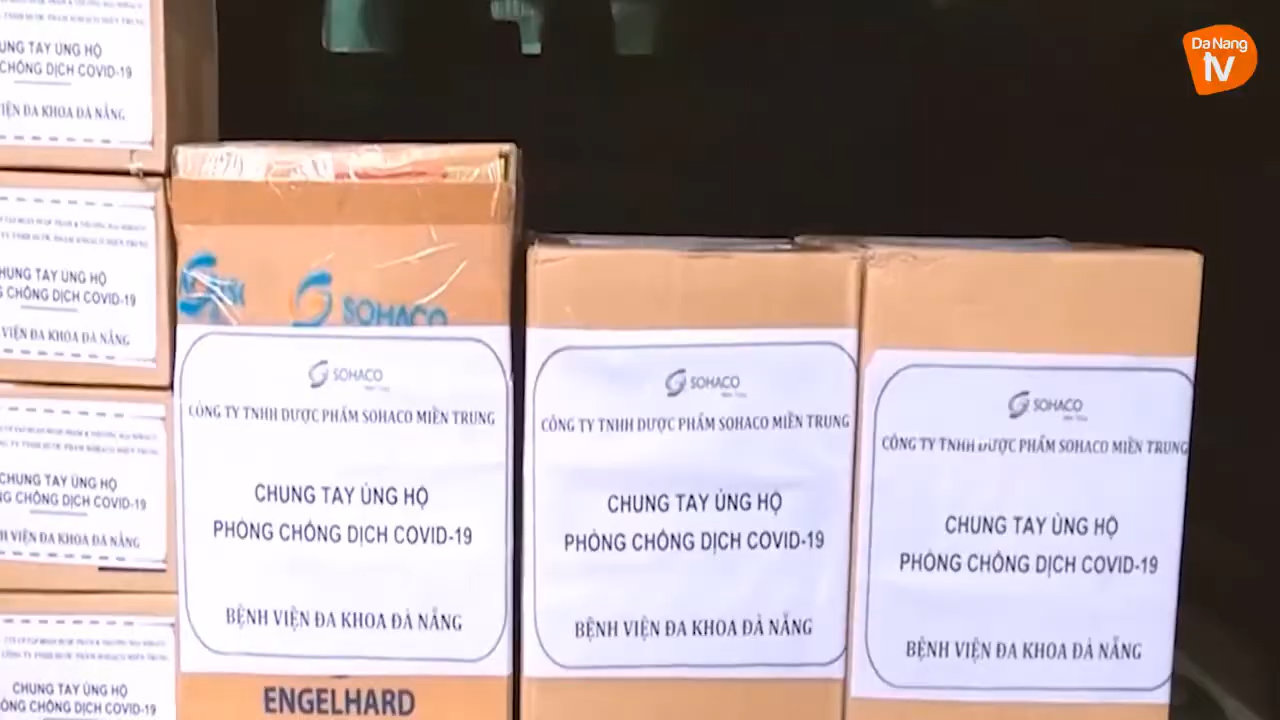 Da Nang
TV
UNG TAY ỦNG HỘ
CHỐNG DỊCH COVID-19
IỆN ĐA KHOA ĐÀ NẴNG
HUNG TAY ỦNG HỘ
G CHỐNG DỊCH COVID-19
VIỆN ĐA KHOA ĐÀ NẴNG
CHUNG TAY ỦNG HỘ
NG CHỐNG DỊCH COVID-19
H VIỆN ĐA KHOA ĐÀ NẴNG
CHUNG TAY ỦNG HỘ
ÒNG CHỐNG DỊCH COVID-19
SOHACO
SOHACO
CÔNG TY TNHH DƯỢC PHẨM SOHACO MIỀN TRUNG
CHUNG TAY ỦNG HỘ
PHÒNG CHỐNG DỊCH COVID-19
BỆNH VIỆN ĐA KHOA ĐÀ NẴNG
ENGELHARD
SOHACO
CÔNG TY TNHH DƯỢC PHẨM SOHACO MIỀN TRUNG
CHUNG TAY ỦNG HỘ
PHÒNG CHỐNG DỊCH COVID-19
BỆNH VIỆN ĐA KHOA ĐÀ NẴNG
SOHACO
CÔNG TY TNHH DƯỢC PHẨM SOHACO MIỀN TRUNG
CHUNG TAY ỦNG HỘ
PHÒNG CHỐNG DỊCH COVID-19
BỆNH VIỆN ĐA KHOA ĐÀ NẴNG